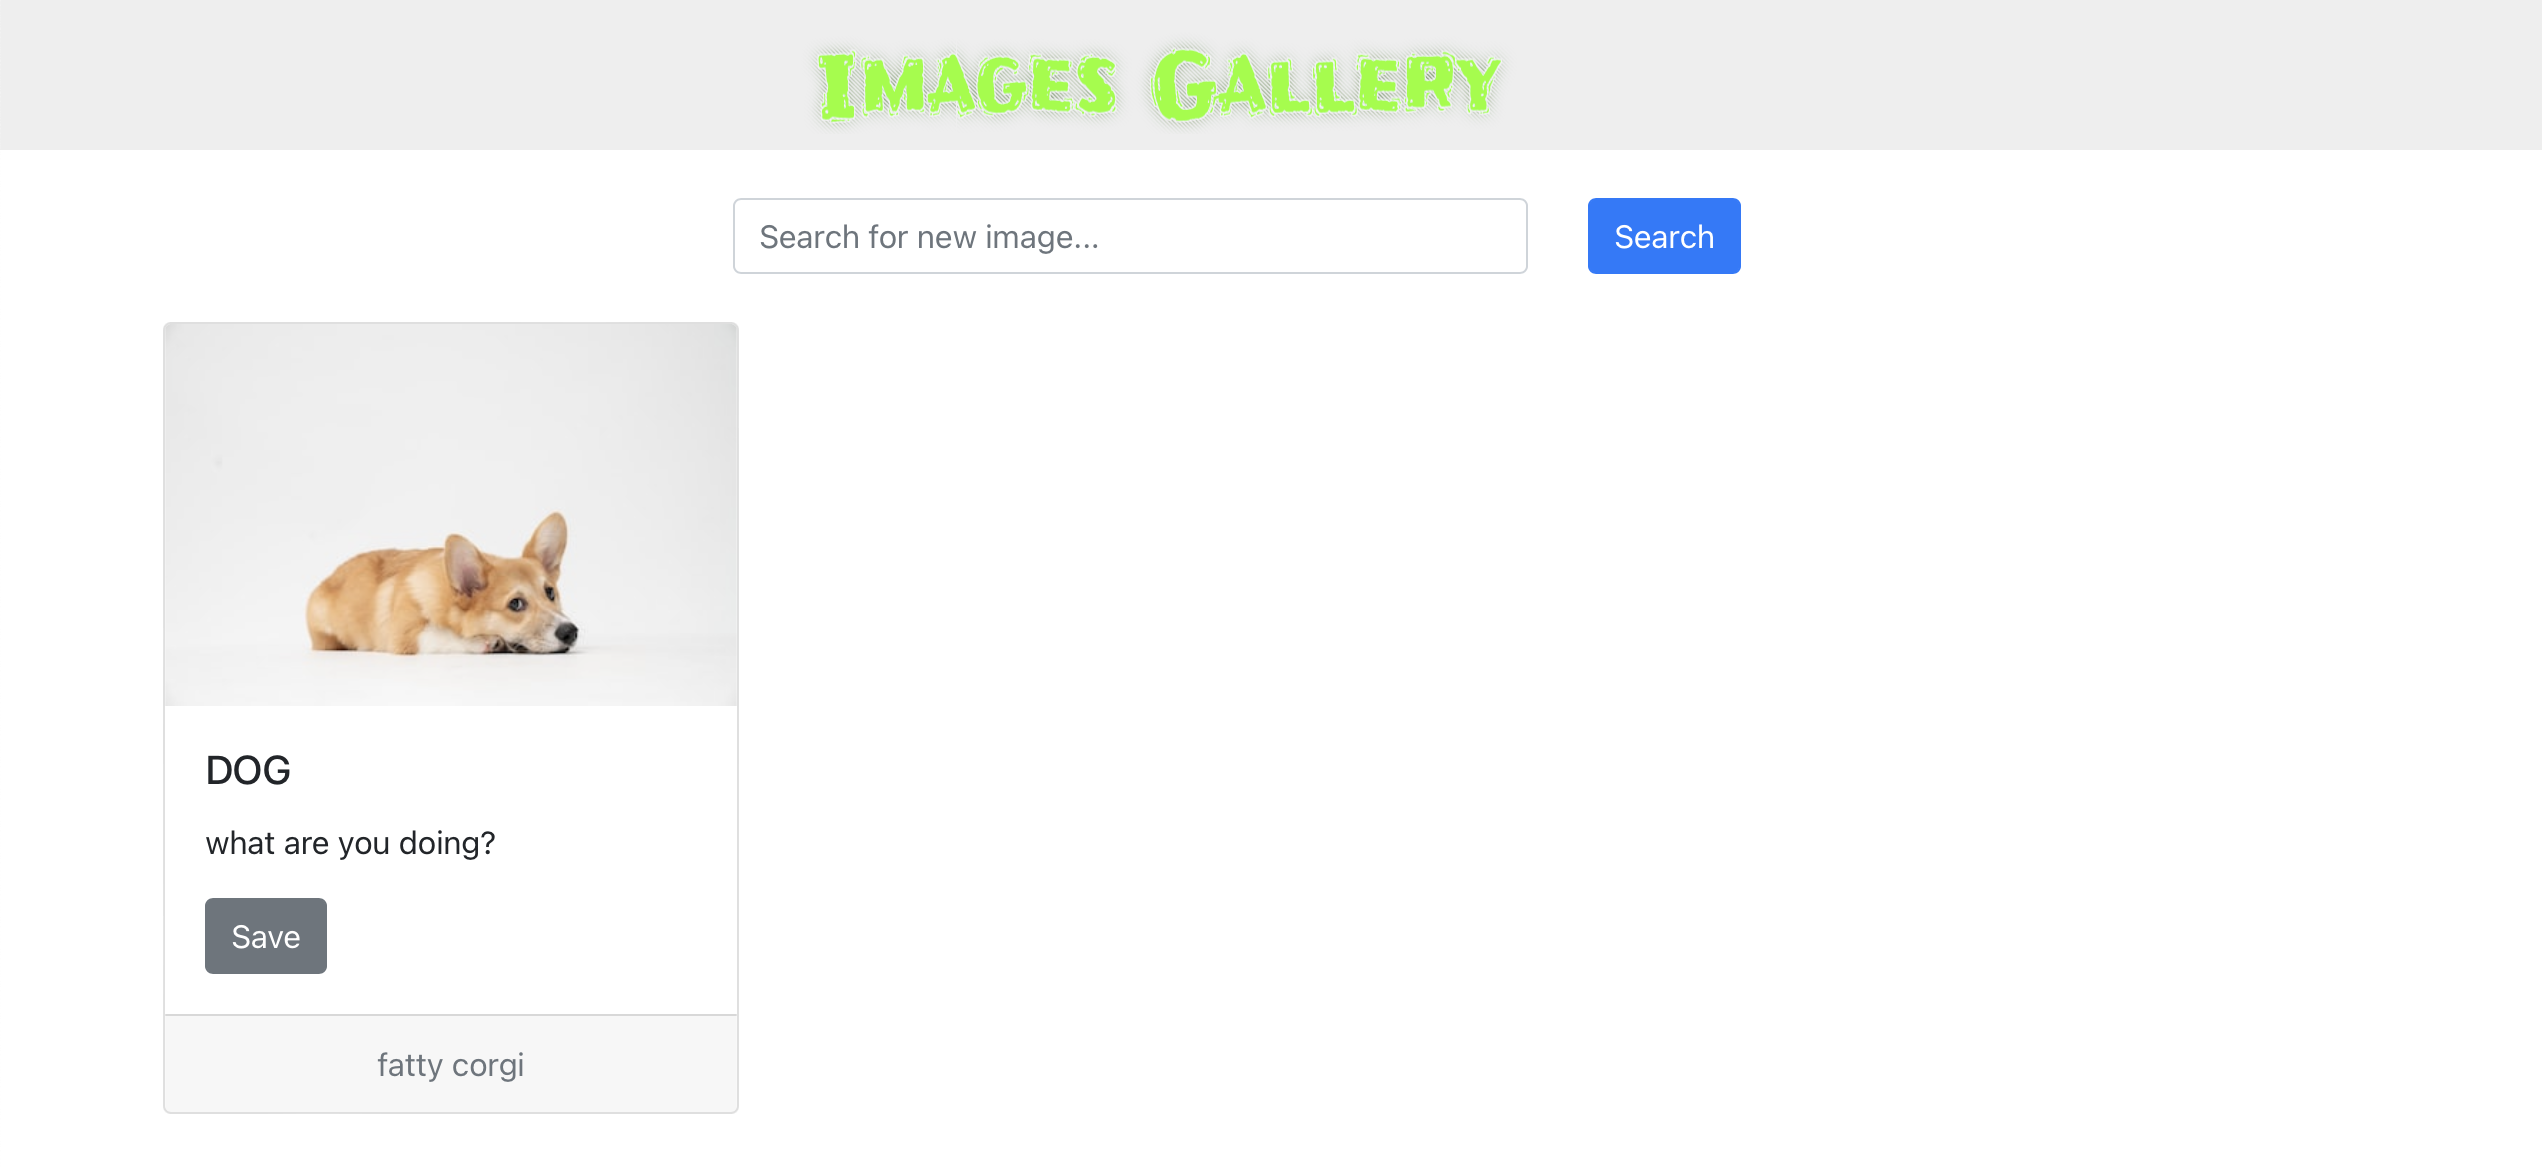 Images Gallery
Search for new image...
Search
DOG
what are you doing?
Save
fatty corgi